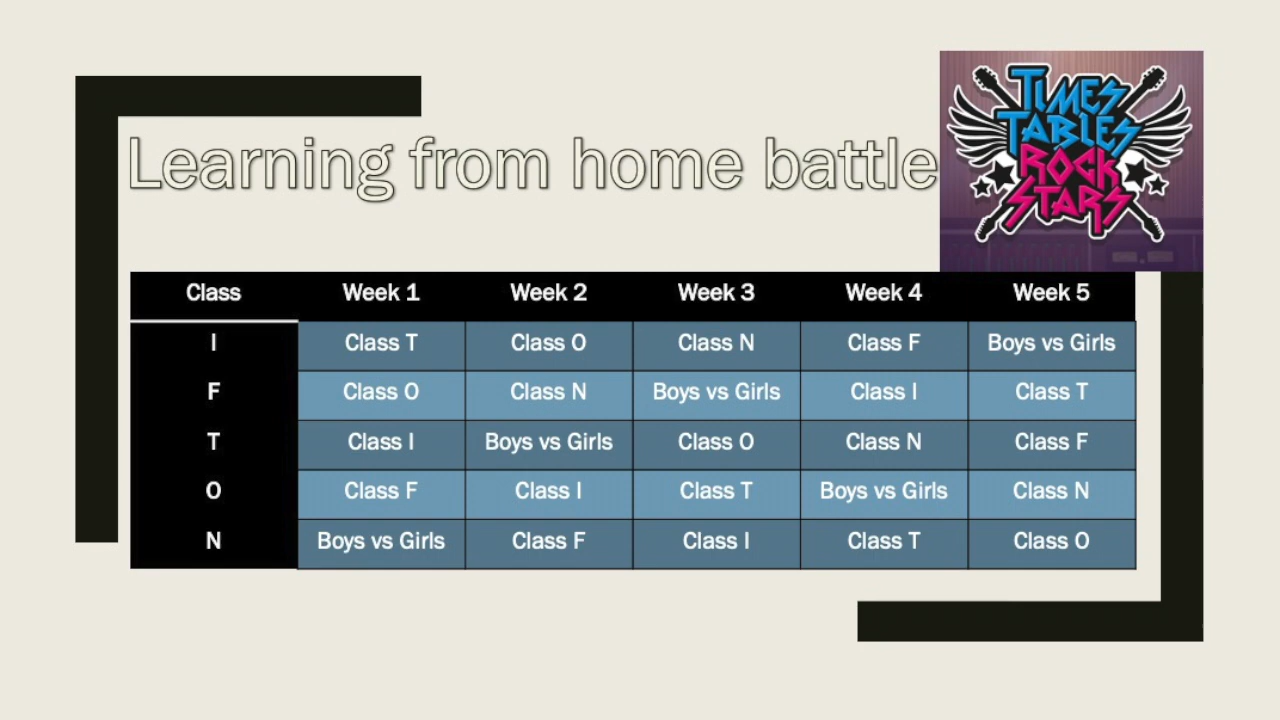 Learning from home battle
TIMES
TABLES
ROCK
STARS
Class Week 1 Week 2 Week 3 Week 4 Week 5
I Class T Class O Class N Class F Boys vs Girls
F Class O Class N Boys vs Girls Class I Class T
T Class I Boys vs Girls Class O Class N Class F
O Class F Class I Class T Boys vs Girls Class N
N Boys vs Girls Class F Class I Class T Class O